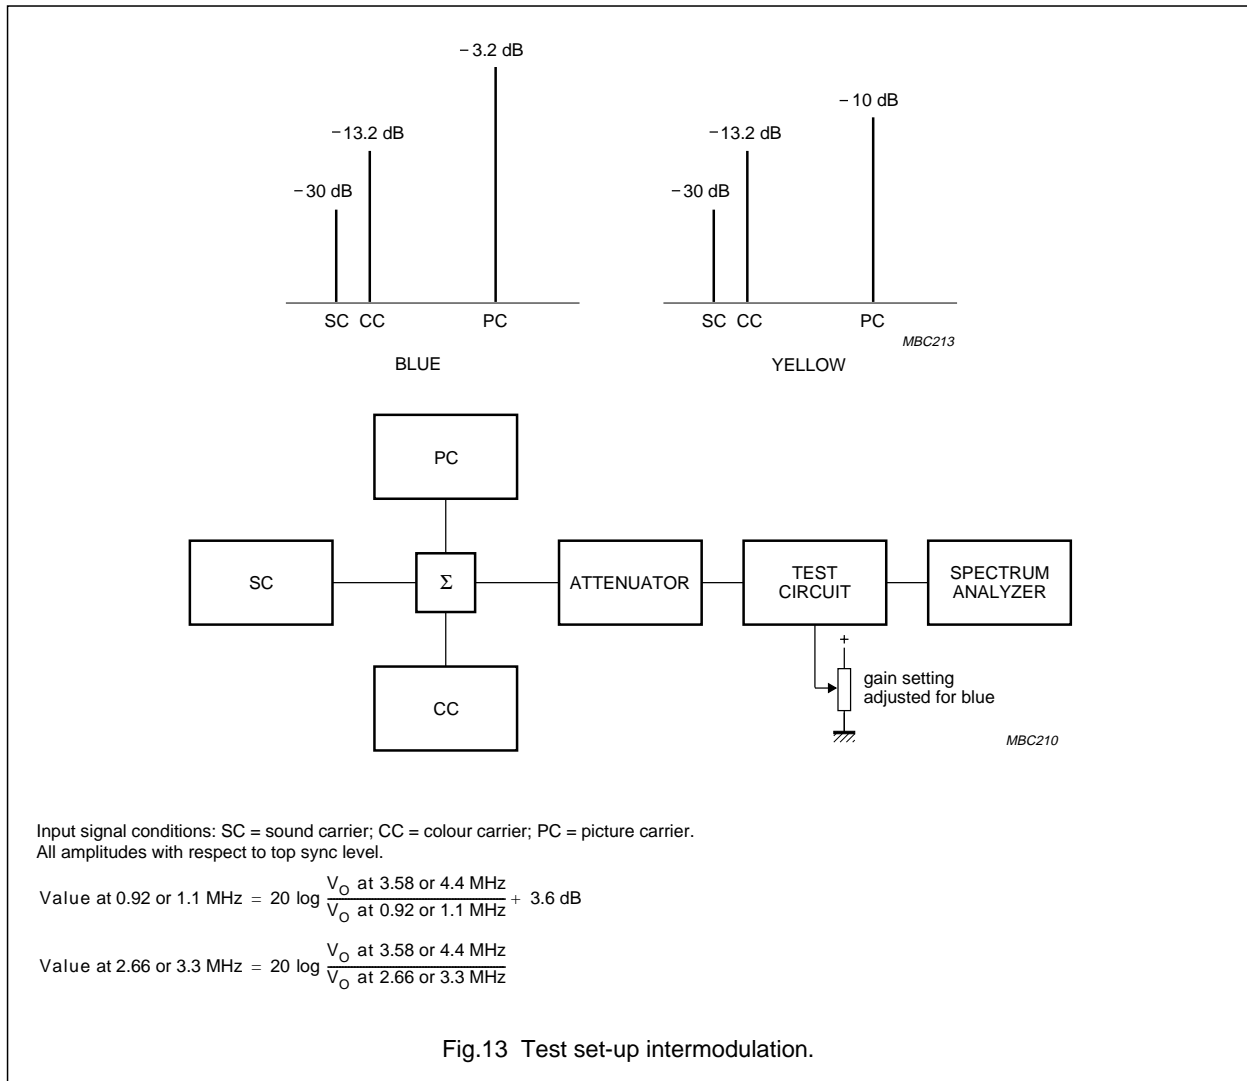 −3.2 dB
−10 dB
−13.2 dB
−13.2 dB
−30 dB
−30 dB
SC CC PC
SC CC PC
MBC213
BLUE
YELLOW
PC
SC
Σ
ATTENUATOR
TEST
CIRCUIT
SPECTRUM
ANALYZER
CC
+
gain setting
adjusted for blue
MBC210
Input signal conditions: SC = sound carrier; CC = colour carrier; PC = picture carrier.
All amplitudes with respect to top sync level.
Value at 0.92 or 1.1 MHz = 20 log (V_O at 3.58 or 4.4 MHz / V_O at 0.92 or 1.1 MHz) + 3.6 dB
Value at 2.66 or 3.3 MHz = 20 log (V_O at 3.58 or 4.4 MHz / V_O at 2.66 or 3.3 MHz)
Fig.13 Test set-up intermodulation.